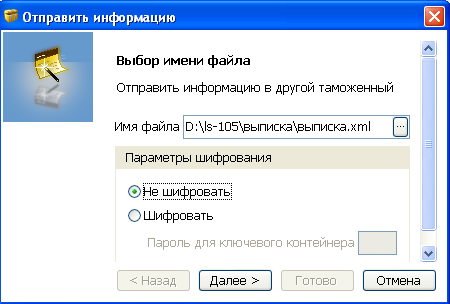 Отправить информацию
Выбор имени файла
Отправить информацию в другой таможенный
Имя файла D:\ls-105\выписка\выписка.xml ...
Параметры шифрования
Не шифровать
Шифровать
Пароль для ключевого контейнера
< Назад Далее > Готово Отмена